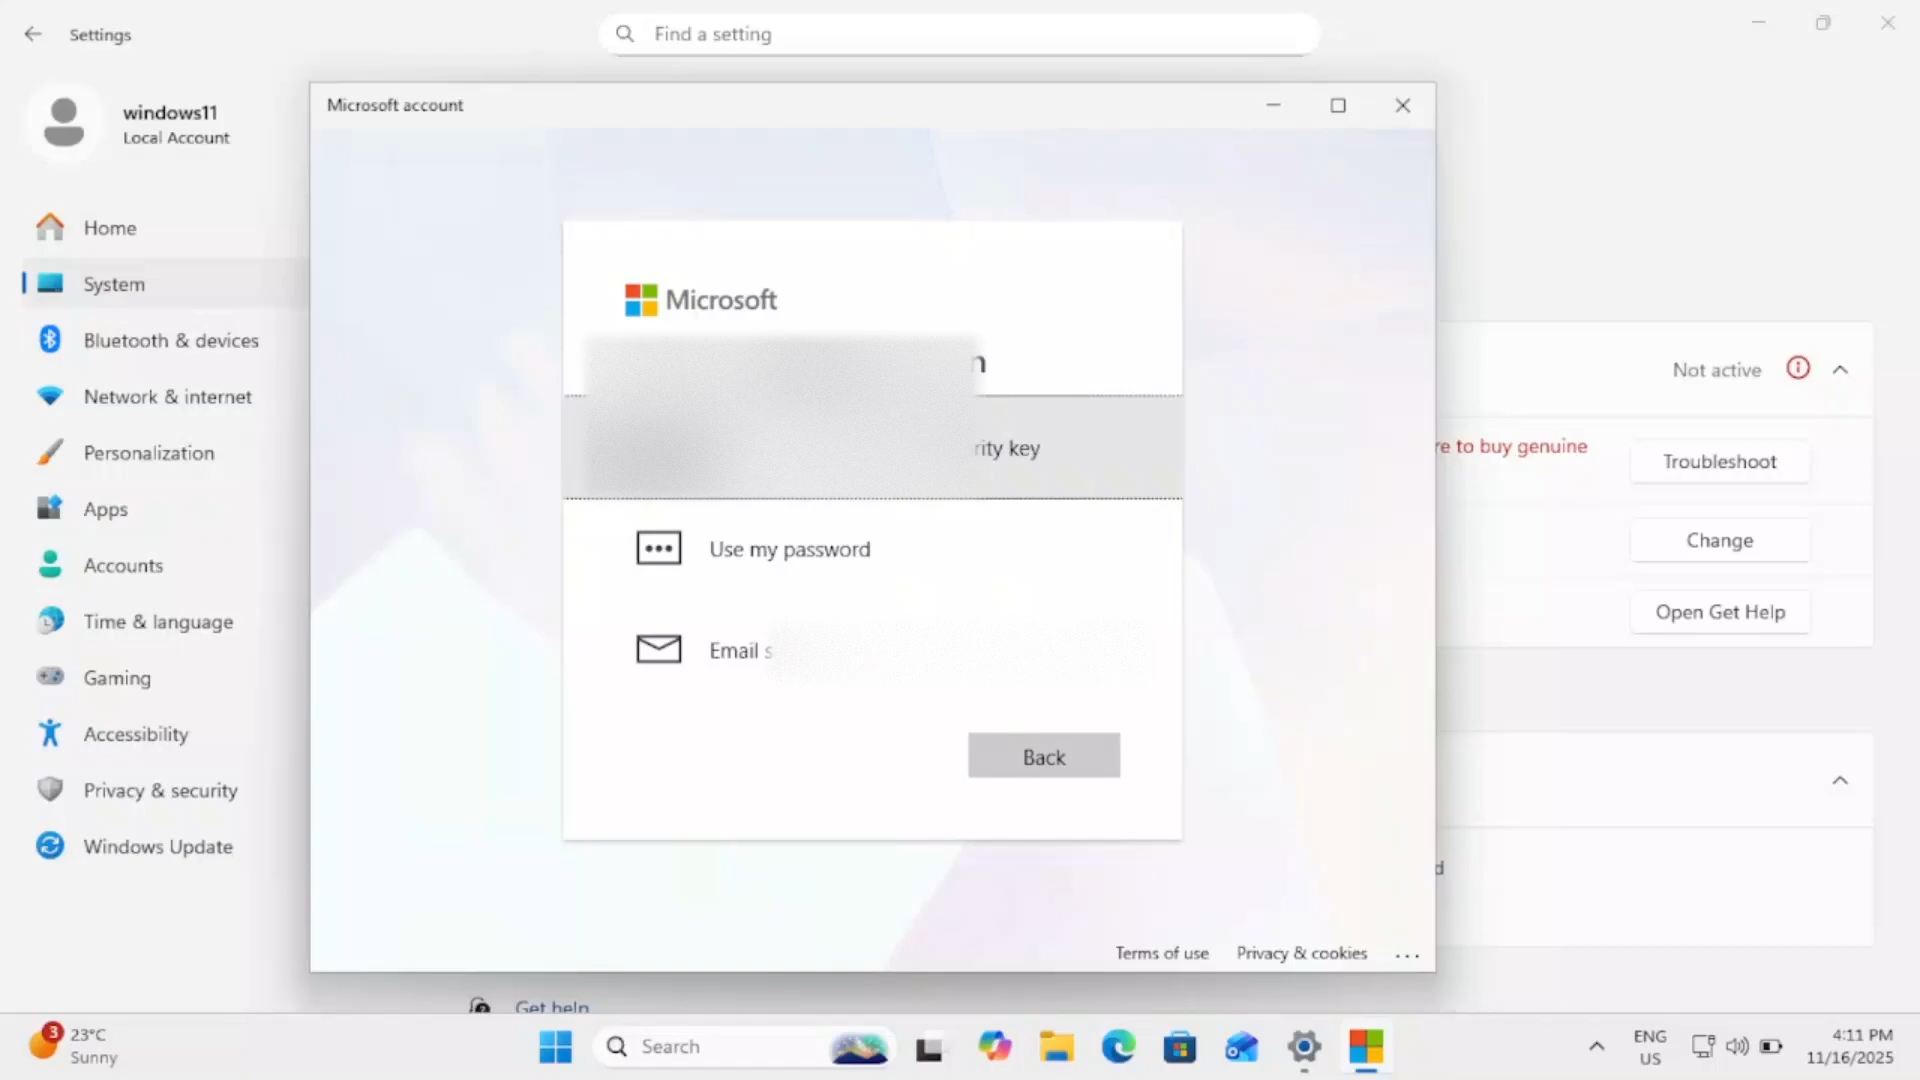 Settings
Find a setting
windows11
Local Account
Microsoft account
Home
System
Bluetooth & devices
Network & internet
Personalization
Apps
Accounts
Time & language
Gaming
Accessibility
Privacy & security
Windows Update
Microsoft
key
Use my password
Email
Back
Terms of use
Privacy & cookies
...
Not active
to buy genuine
Troubleshoot
Change
Open Get Help
Get help
3
23°C
Sunny
Search
ENG
US
4:11 PM
11/16/2025